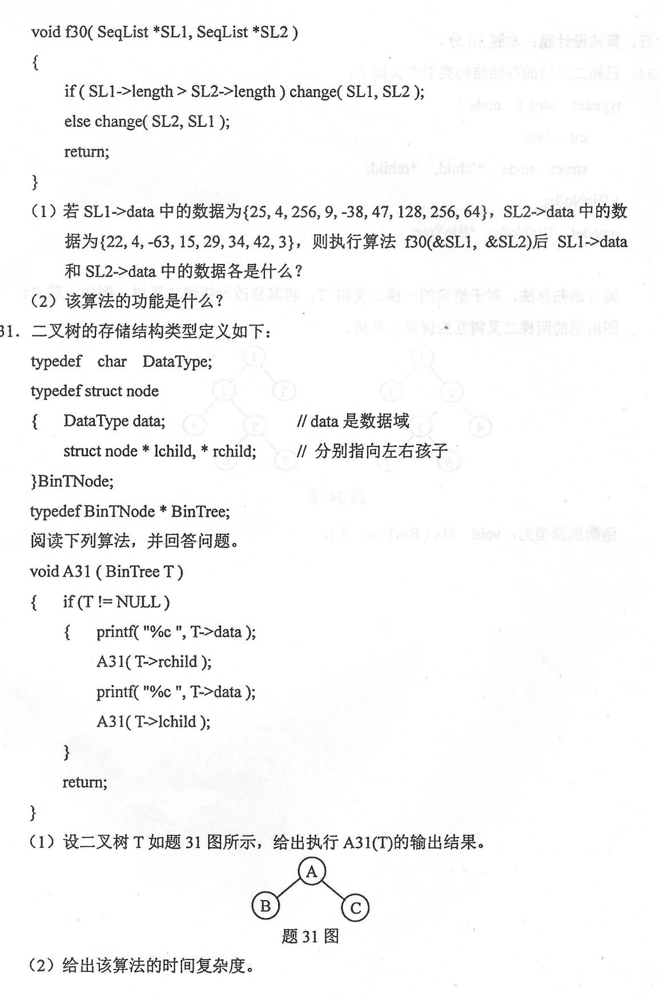 void f30( SeqList *SL1, SeqList *SL2 )
{
if ( SL1->length > SL2->length ) change( SL1, SL2 );
else change( SL2, SL1 );
return;
}
（1）若 SL1->data 中的数据为{25, 4, 256, 9, -38, 47, 128, 256, 64}，SL2->data 中的数
据为{22, 4, -63, 15, 29, 34, 42, 3}，则执行算法 f30(&SL1, &SL2)后 SL1->data
和 SL2->data 中的数据各是什么？
（2）该算法的功能是什么？
31．二叉树的存储结构类型定义如下：
typedef char DataType;
typedef struct node
{ DataType data; // data 是数据域
struct node * lchild, * rchild; // 分别指向左右孩子
}BinTNode;
typedef BinTNode * BinTree;
阅读下列算法，并回答问题。
void A31 ( BinTree T )
{ if (T != NULL )
{ printf( "%c ", T->data );
A31( T->rchild );
printf( "%c ", T->data );
A31( T->lchild );
}
return;
}
（1）设二叉树 T 如题 31 图所示，给出执行 A31(T)的输出结果。
A
B C
题 31 图
（2）给出该算法的时间复杂度。